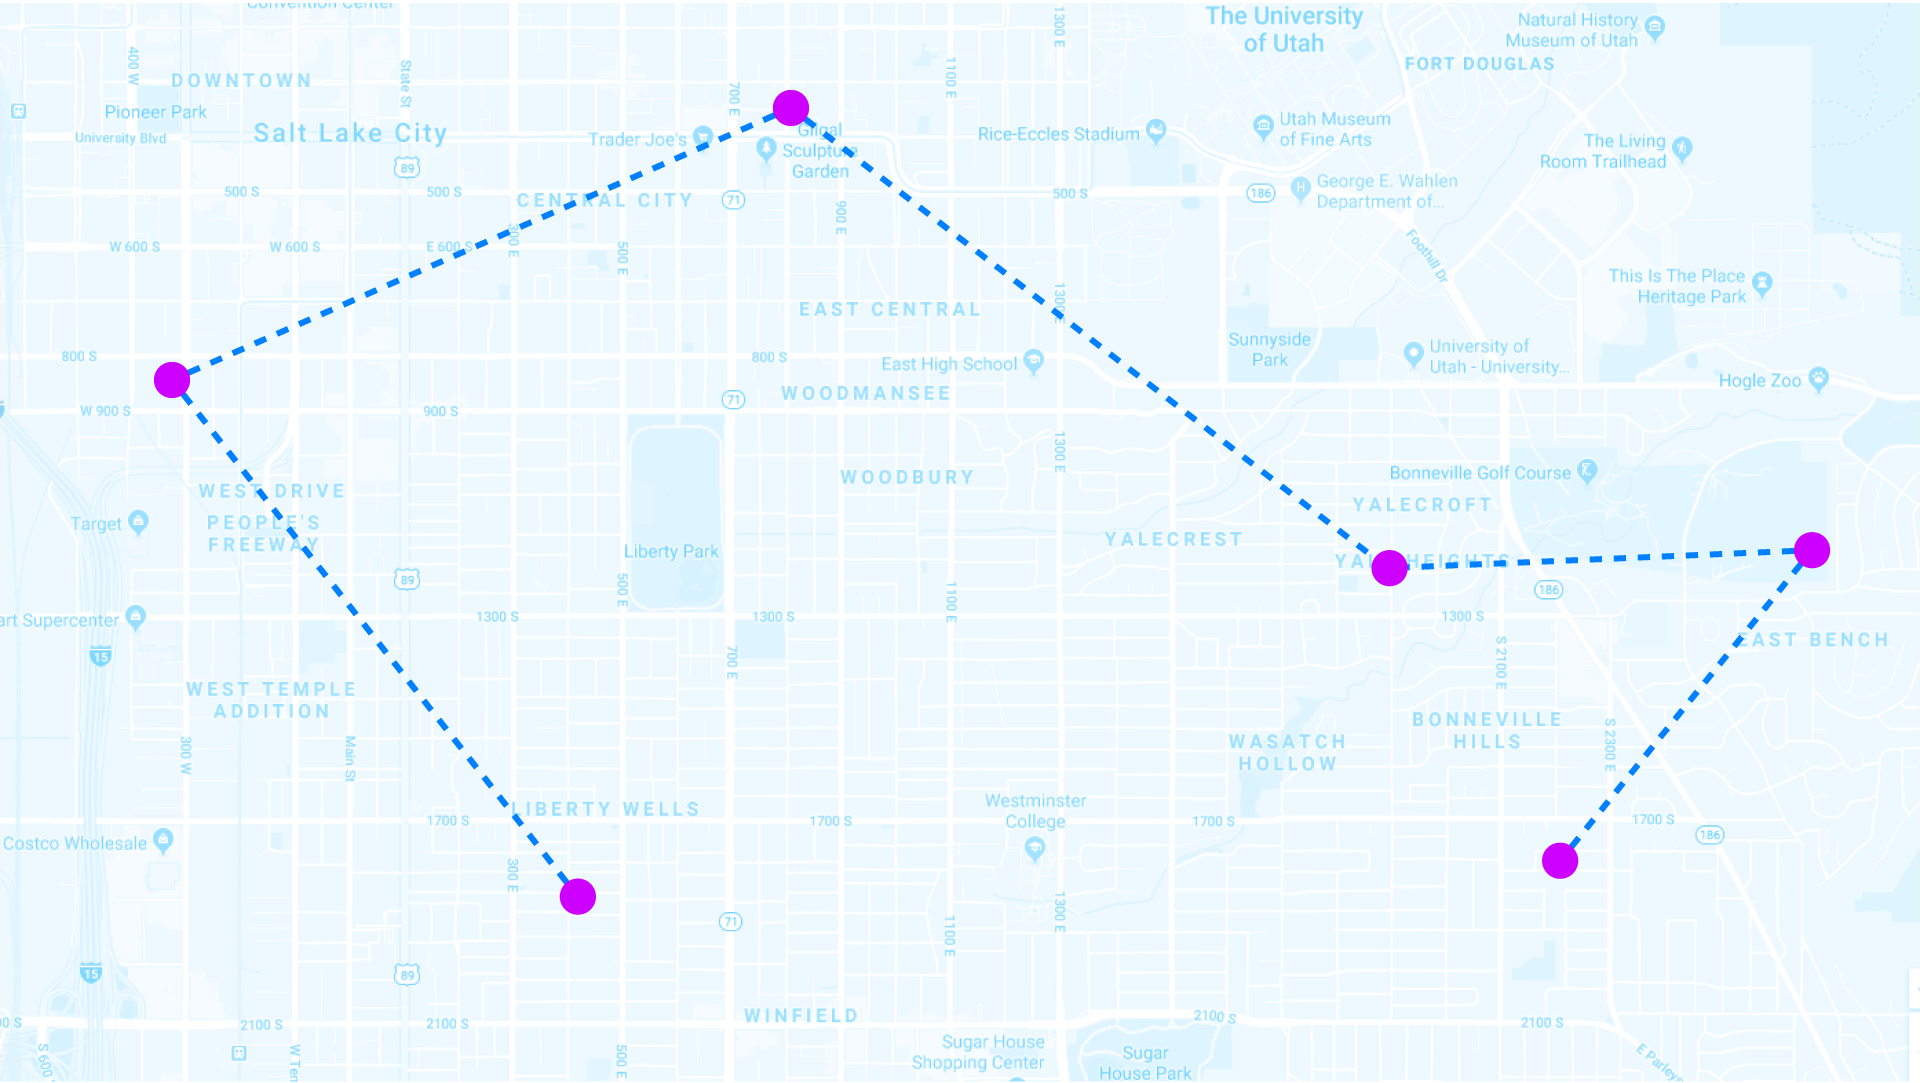 Convention Center
The University
of Utah
Natural History
Museum of Utah
FORT DOUGLAS
1300 E
400 W
State St
700 E
1100 E
DOWNTOWN
Pioneer Park
University Blvd
Salt Lake City
89
Trader Joe's
Gilgal
Sculpture
Garden
Rice-Eccles Stadium
Utah Museum
of Fine Arts
The Living
Room Trailhead
500 S
500 S
CENTRAL CITY
71
900 E
500 S
186
George E. Wahlen
Department of...
W 600 S
W 600 S
E 600 S
300 E
500 E
Foothill Dr
This Is The Place
Heritage Park
EAST CENTRAL
1300 E
Sunnyside
Park
University of
Utah - University...
800 S
800 S
East High School
Hogle Zoo
WOODMANSEE
71
W 900 S
900 S
1300 E
WOODBURY
Bonneville Golf Course
YALECROFT
WEST DRIVE
Target
PEOPLE'S
FREEWAY
Liberty Park
YALECREST
HEIGHTS
89
500 E
1100 E
186
art Supercenter
1300 S
1300 S
1300 S
15
700 E
S 2100 E
EAST BENCH
WEST TEMPLE
ADDITION
BONNEVILLE
HILLS
WASATCH
HOLLOW
S 2300 E
300 W
Main St
LIBERTY WELLS
1700 S
1700 S
1700 S
1700 S
186
Westminster
College
Costco Wholesale
300 E
1300 E
71
1100 E
15
89
WINFIELD
2100 S
2100 S
2100 S
2100 S
S 600
W Ten
500 E
Sugar House
Shopping Center
Sugar
House Park
E Parleys